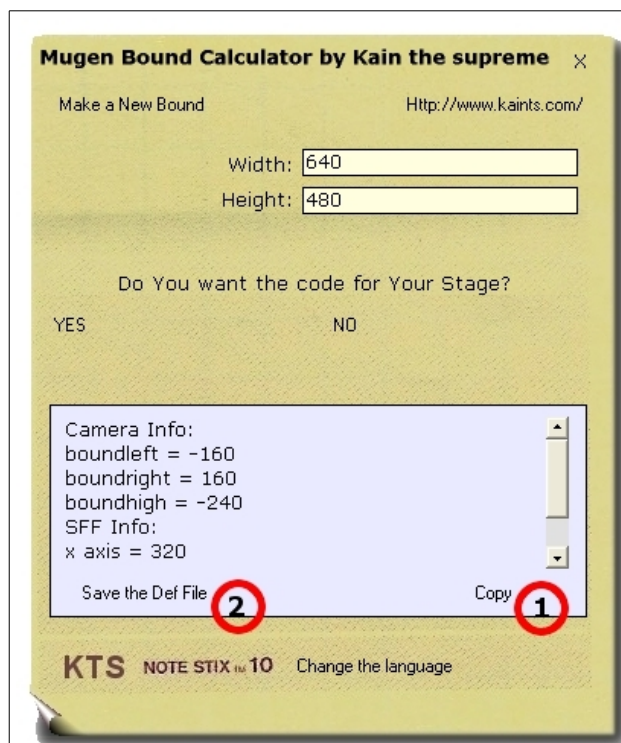 Mugen Bound Calculator by Kain the supreme X
Make a New Bound Http://www.kaints.com/
Width: 640
Height: 480
Do You want the code for Your Stage?
YES NO
Camera Info:
boundleft = -160
boundright = 160
boundhigh = -240
SFF Info:
x axis = 320
Save the Def File 2 Copy 1
KTS NOTE STIX TM 10 Change the language